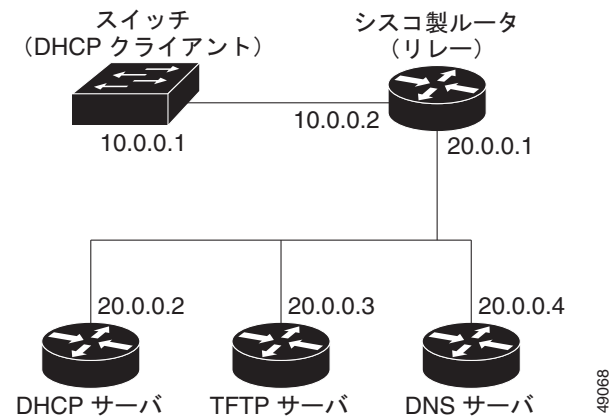 スイッチ
（DHCP クライアント）
シスコ製ルータ
（リレー）
10.0.0.1
10.0.0.2
20.0.0.1
20.0.0.2
20.0.0.3
20.0.0.4
DHCP サーバ
TFTP サーバ
DNS サーバ
49068